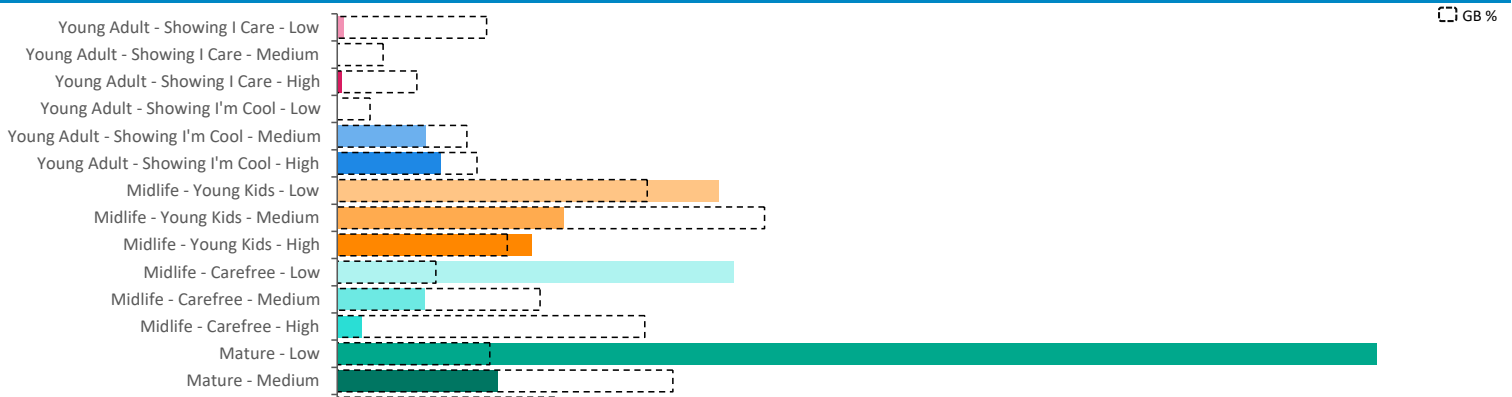 GB %
Young Adult - Showing I Care - Low
Young Adult - Showing I Care - Medium
Young Adult - Showing I Care - High
Young Adult - Showing I'm Cool - Low
Young Adult - Showing I'm Cool - Medium
Young Adult - Showing I'm Cool - High
Midlife - Young Kids - Low
Midlife - Young Kids - Medium
Midlife - Young Kids - High
Midlife - Carefree - Low
Midlife - Carefree - Medium
Midlife - Carefree - High
Mature - Low
Mature - Medium